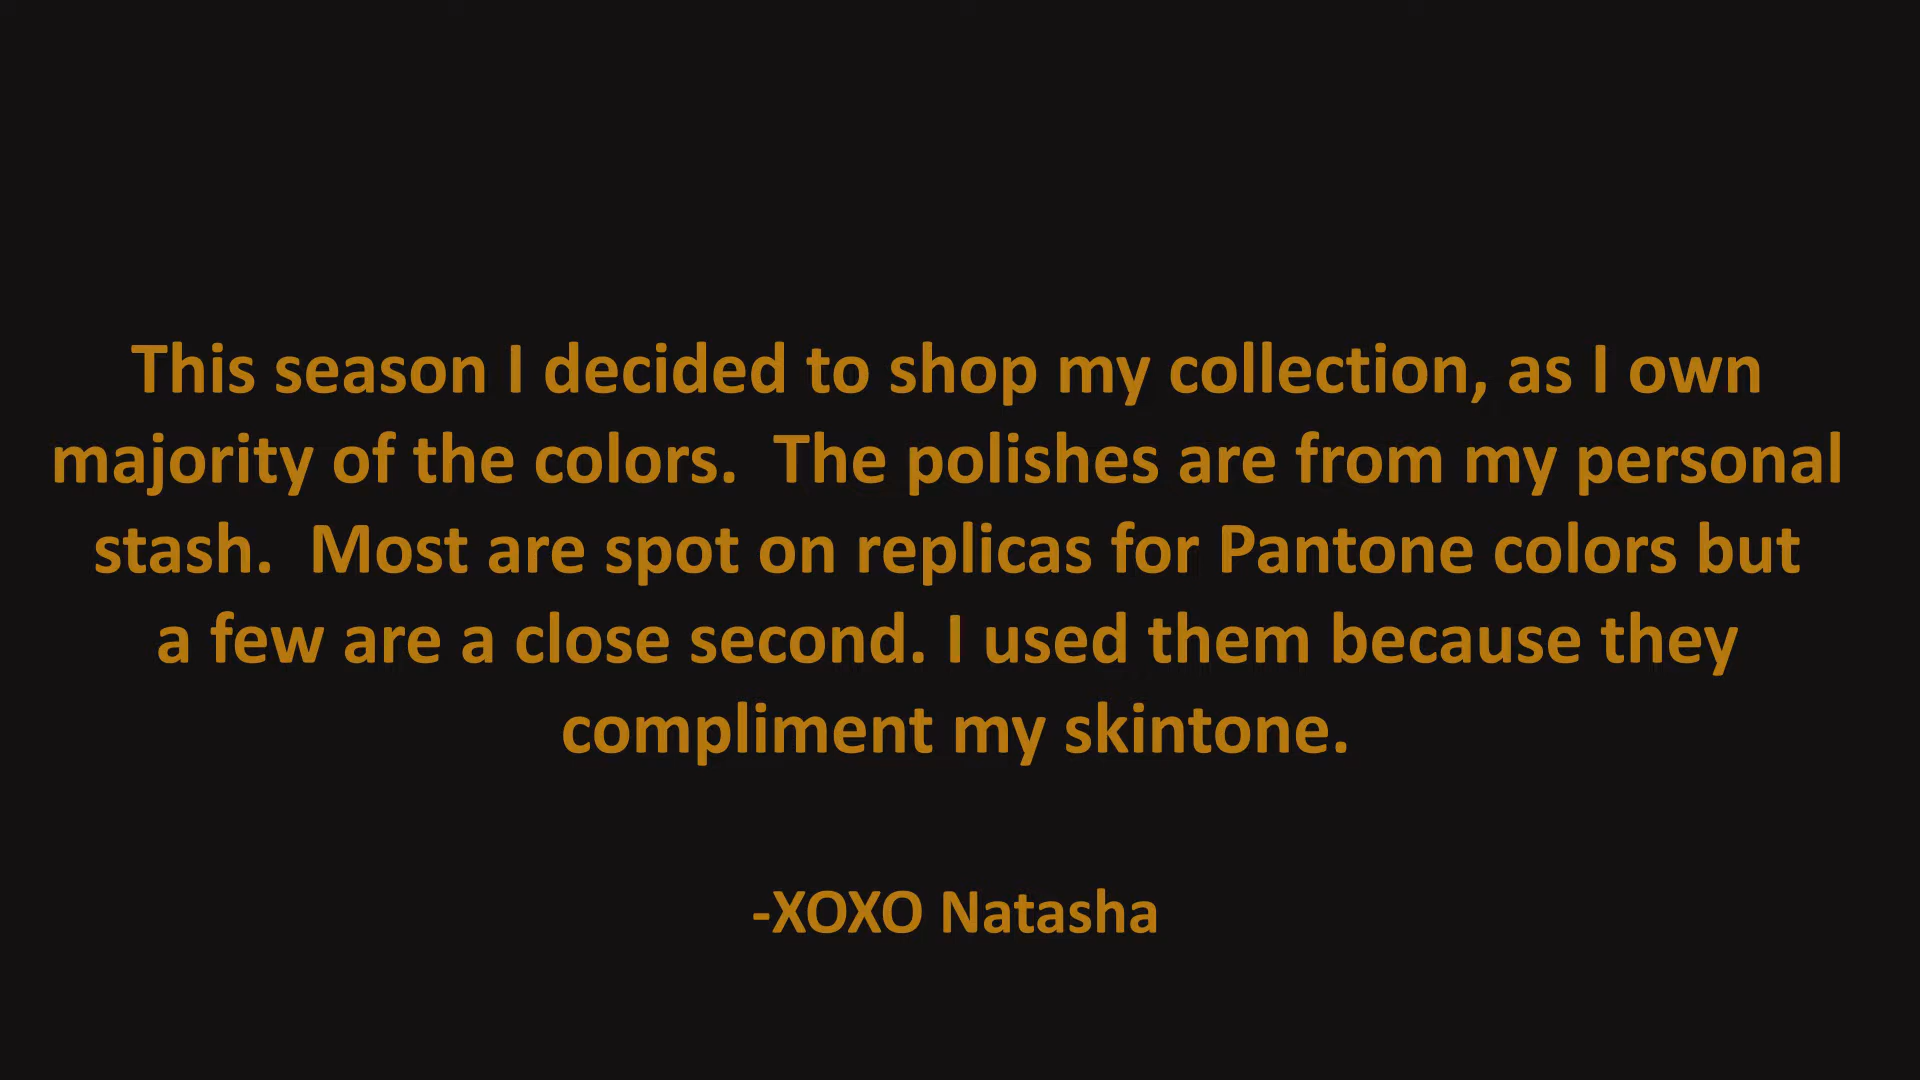 This season I decided to shop my collection, as I own
majority of the colors.  The polishes are from my personal
stash.  Most are spot on replicas for Pantone colors but
a few are a close second. I used them because they
compliment my skintone.
-XOXO Natasha